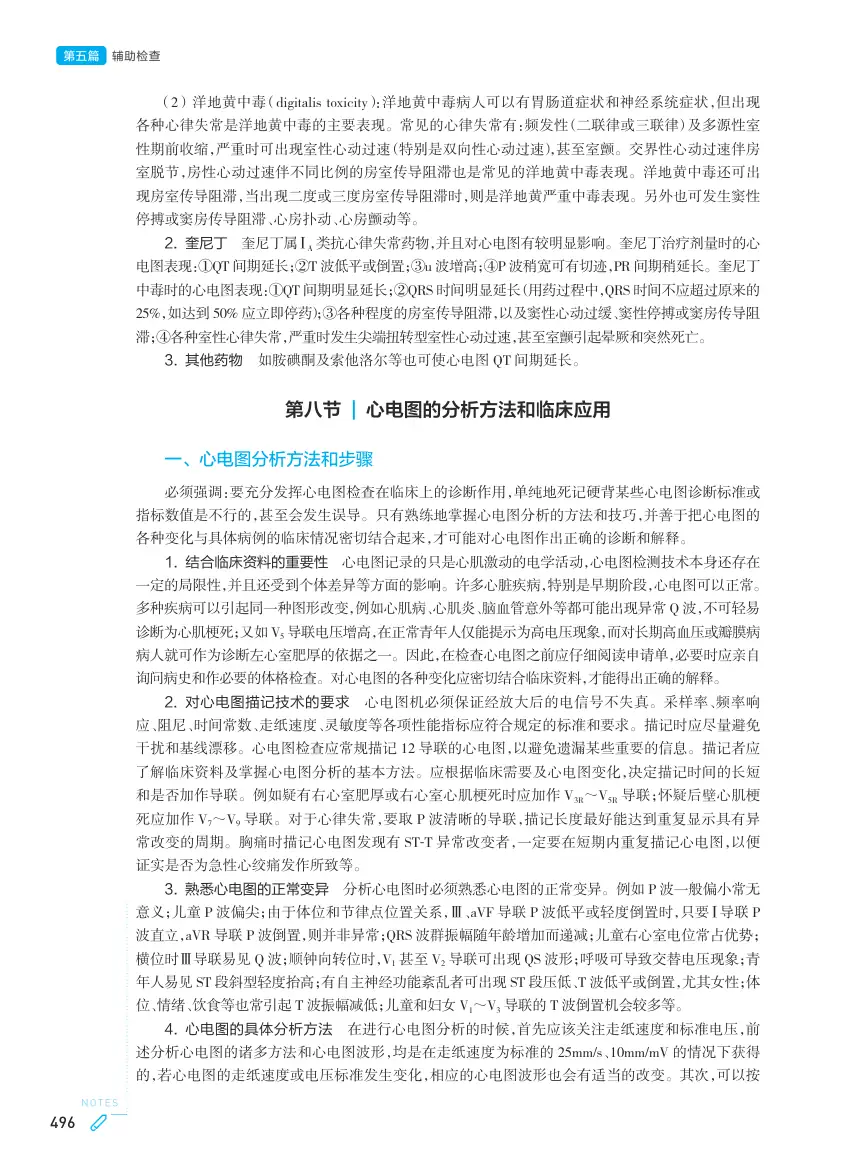 第五篇 辅助检查
（2）洋地黄中毒（digitalis toxicity）：洋地黄中毒病人可以有胃肠道症状和神经系统症状，但出现
各种心律失常是洋地黄中毒的主要表现。常见的心律失常有：频发性（二联律或三联律）及多源性室
性期前收缩，严重时可出现室性心动过速（特别是双向性心动过速），甚至室颤。交界性心动过速伴房
室脱节，房性心动过速伴不同比例的房室传导阻滞也是常见的洋地黄中毒表现。洋地黄中毒还可出
现房室传导阻滞，当出现二度或三度房室传导阻滞时，则是洋地黄严重中毒表现。另外也可发生窦性
停搏或窦房传导阻滞、心房扑动、心房颤动等。
2. 奎尼丁 奎尼丁属ⅠA类抗心律失常药物，并且对心电图有较明显影响。奎尼丁治疗剂量时的心
电图表现：①QT间期延长；②T波低平或倒置；③u波增高；④P波稍宽可有切迹，PR间期稍延长。奎尼丁
中毒时的心电图表现：①QT间期明显延长；②QRS时间明显延长（用药过程中，QRS时间不应超过原来的
25%，如达到50%应立即停药）；③各种程度的房室传导阻滞，以及窦性心动过缓、窦性停搏或窦房传导阻
滞；④各种室性心律失常，严重时发生尖端扭转型室性心动过速，甚至室颤引起晕厥和突然死亡。
3. 其他药物 如胺碘酮及索他洛尔等也可使心电图QT间期延长。
第八节 | 心电图的分析方法和临床应用
一、心电图分析方法和步骤
必须强调：要充分发挥心电图检查在临床上的诊断作用，单纯地死记硬背某些心电图诊断标准或
指标数值是不行的，甚至会发生误导。只有熟练地掌握心电图分析的方法和技巧，并善于把心电图的
各种变化与具体病例的临床情况密切结合起来，才可能对心电图作出正确的诊断和解释。
1. 结合临床资料的重要性 心电图记录的只是心肌激动的电学活动，心电图检测技术本身还存在
一定的局限性，并且还受到个体差异等方面的影响。许多心脏疾病，特别是早期阶段，心电图可以正常。
多种疾病可以引起同一种图形改变，例如心肌病、心肌炎、脑血管意外等都可能出现异常Q波，不可轻易
诊断为心肌梗死；又如V5导联电压增高，在正常青年人仅能提示为高电压现象，而对长期高血压或瓣膜病
病人就可作为诊断左心室肥厚的依据之一。因此，在检查心电图之前应仔细阅读申请单，必要时应亲自
询问病史和作必要的体格检查。对心电图的各种变化都应密切结合临床资料，才能得出正确的解释。
2. 对心电图描记技术的要求 心电图机必须保证经放大后的电信号不失真。采样率、频率响
应、阻尼、时间常数、走纸速度、灵敏度等各项性能指标应符合规定的标准和要求。描记时应尽量避免
干扰和基线漂移。心电图检查应常规描记12导联的心电图，以避免遗漏某些重要的信息。描记者应
了解临床资料及掌握心电图分析的基本方法。应根据临床需要及心电图变化，决定描记时间的长短
和是否加作导联。例如疑有右心室肥厚或右心室心肌梗死时应加作V3R～V5R导联；怀疑后壁心肌梗
死应加作V7～V9导联。对于心律失常，要取P波清晰的导联，描记长度最好能达到重复显示具有异
常改变的周期。胸痛时描记心电图发现有ST-T异常改变者，一定要在短期内重复描记心电图，以便
证实是否为急性心绞痛发作所致等。
3. 熟悉心电图的正常变异 分析心电图时必须熟悉心电图的正常变异。例如P波一般偏小常无
意义；儿童P波偏尖；由于体位和节律点位置关系，Ⅲ、aVF导联P波低平或轻度倒置时，只要Ⅰ导联P
波直立，aVR导联P波倒置，则并非异常；QRS波群振幅随年龄增加而递减；儿童右心室电位常占优势；
横位时Ⅲ导联易见Q波；顺钟向转位时，V1甚至V2导联可出现QS波形；呼吸可导致交替电压现象；青
年人易见ST段斜型轻度抬高；有自主神经功能紊乱者可出现ST段压低、T波低平或倒置，尤其女性；体
位、情绪、饮食等也常引起T波振幅减低；儿童和妇女V1～V3导联的T波倒置机会较多等。
4. 心电图的具体分析方法 在进行心电图分析的时候，首先应该关注走纸速度和标准电压，前
述分析心电图的诸多方法和心电图波形，均是在走纸速度为标准的25mm/s、10mm/mV的情况下获得
的，若心电图的走纸速度或电压标准发生变化，相应的心电图波形也会有适当的改变。其次，可以按
NOTES
496